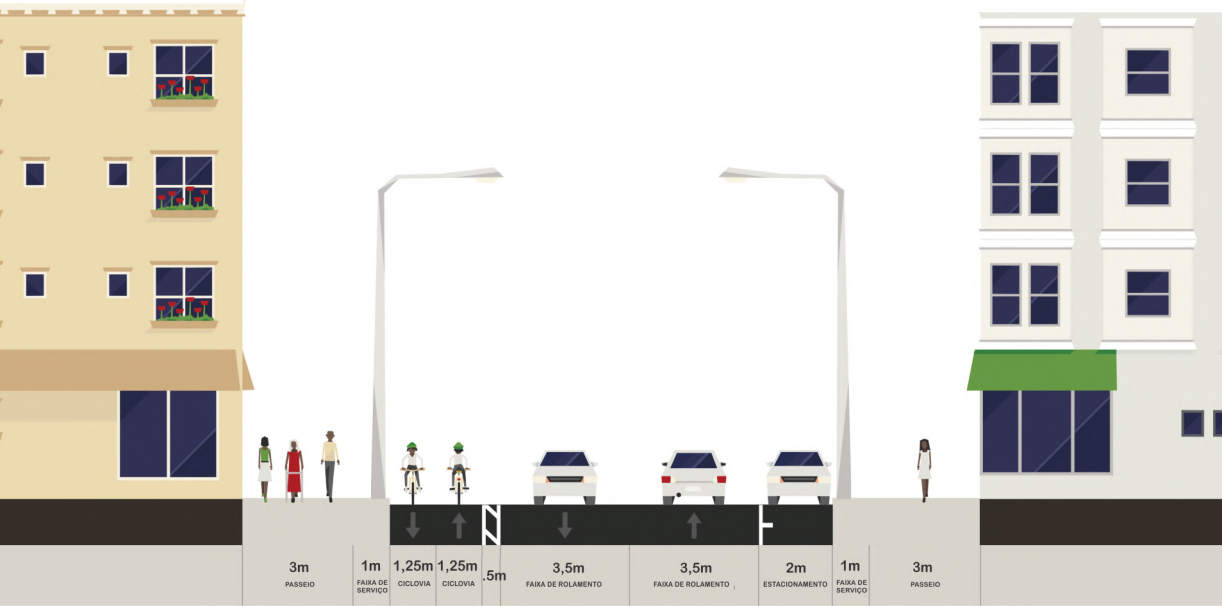 3m
PASSEIO
1m
FAIXA DE
SERVIÇO
1,25m
CICLOVIA
1,25m
CICLOVIA
.5m
3,5m
FAIXA DE ROLAMENTO
3,5m
FAIXA DE ROLAMENTO
2m
ESTACIONAMENTO
1m
FAIXA DE
SERVIÇO
3m
PASSEIO